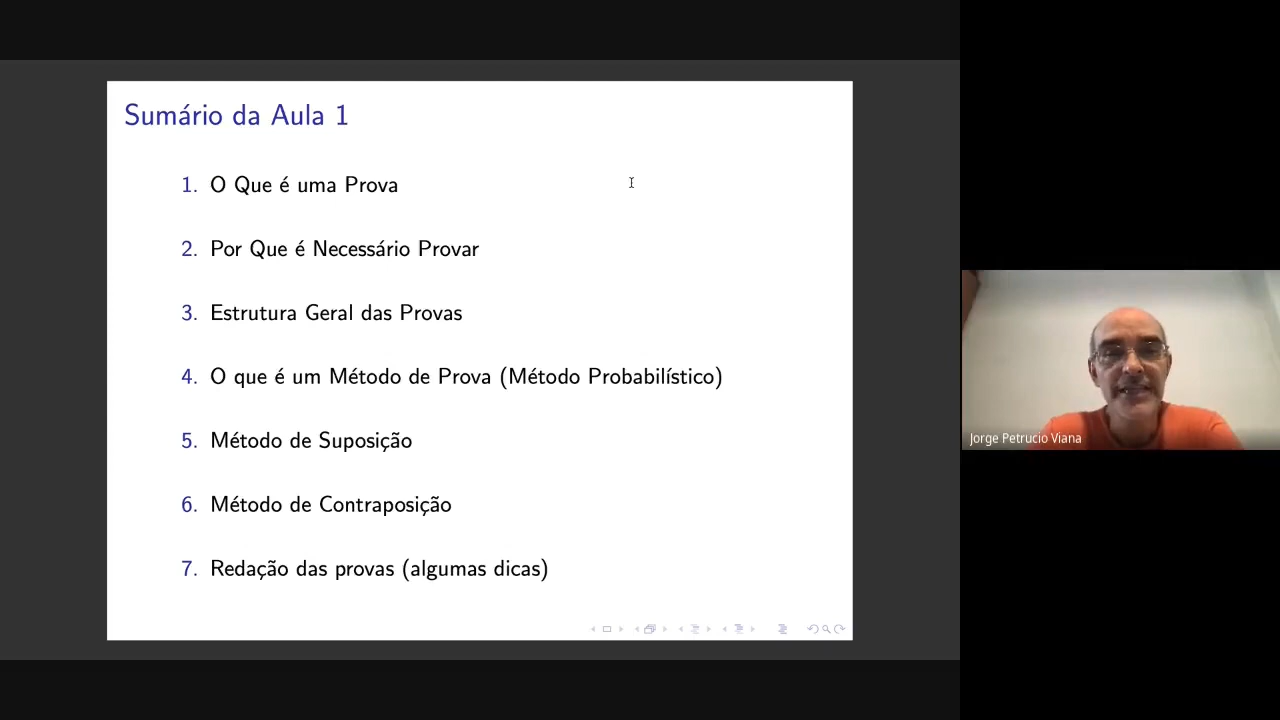 Sumário da Aula 1
1. O Que é uma Prova
2. Por Que é Necessário Provar
3. Estrutura Geral das Provas
4. O que é um Método de Prova (Método Probabilístico)
5. Método de Suposição
6. Método de Contraposição
7. Redação das provas (algumas dicas)
Jorge Petrucio Viana